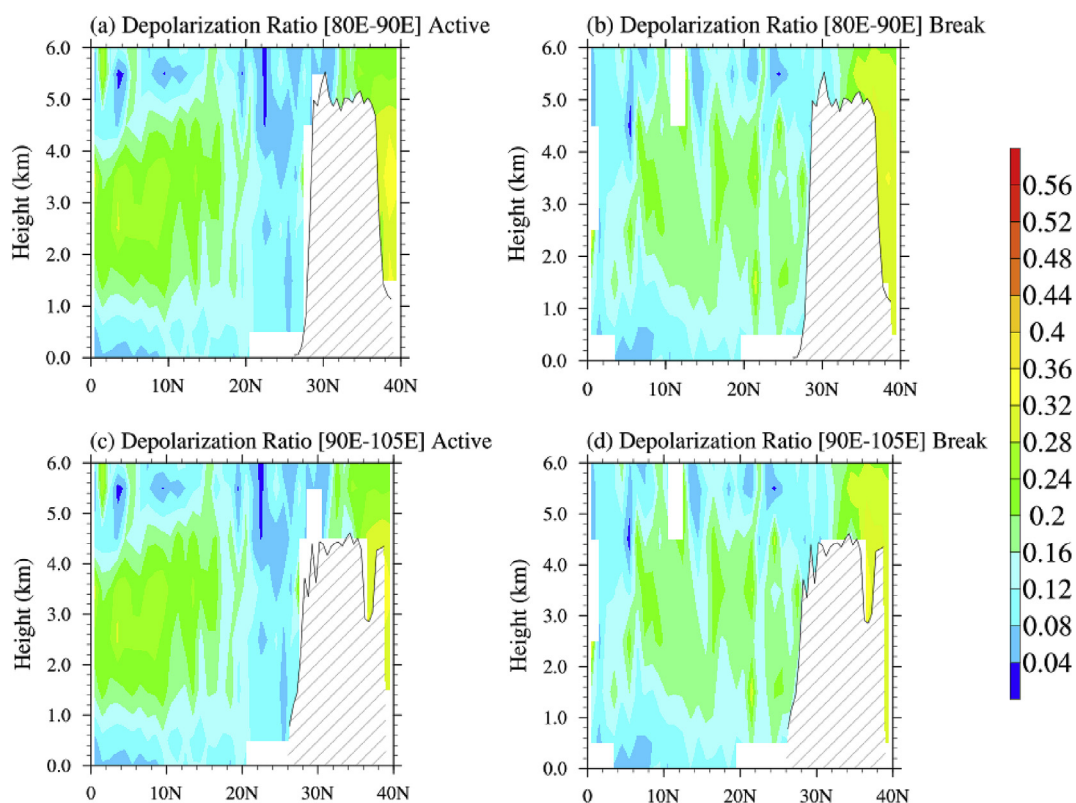 (a) Depolarization Ratio [80E-90E] Active
(b) Depolarization Ratio [80E-90E] Break
6.0
5.0
4.0
3.0
2.0
1.0
0.0
Height (km)
0
10N
20N
30N
40N
6.0
5.0
4.0
3.0
2.0
1.0
0.0
Height (km)
0
10N
20N
30N
40N
0.56
0.52
0.48
0.44
0.4
0.36
0.32
0.28
0.24
0.2
0.16
0.12
0.08
0.04
(c) Depolarization Ratio [90E-105E] Active
(d) Depolarization Ratio [90E-105E] Break
6.0
5.0
4.0
3.0
2.0
1.0
0.0
Height (km)
0
10N
20N
30N
40N
6.0
5.0
4.0
3.0
2.0
1.0
0.0
Height (km)
0
10N
20N
30N
40N